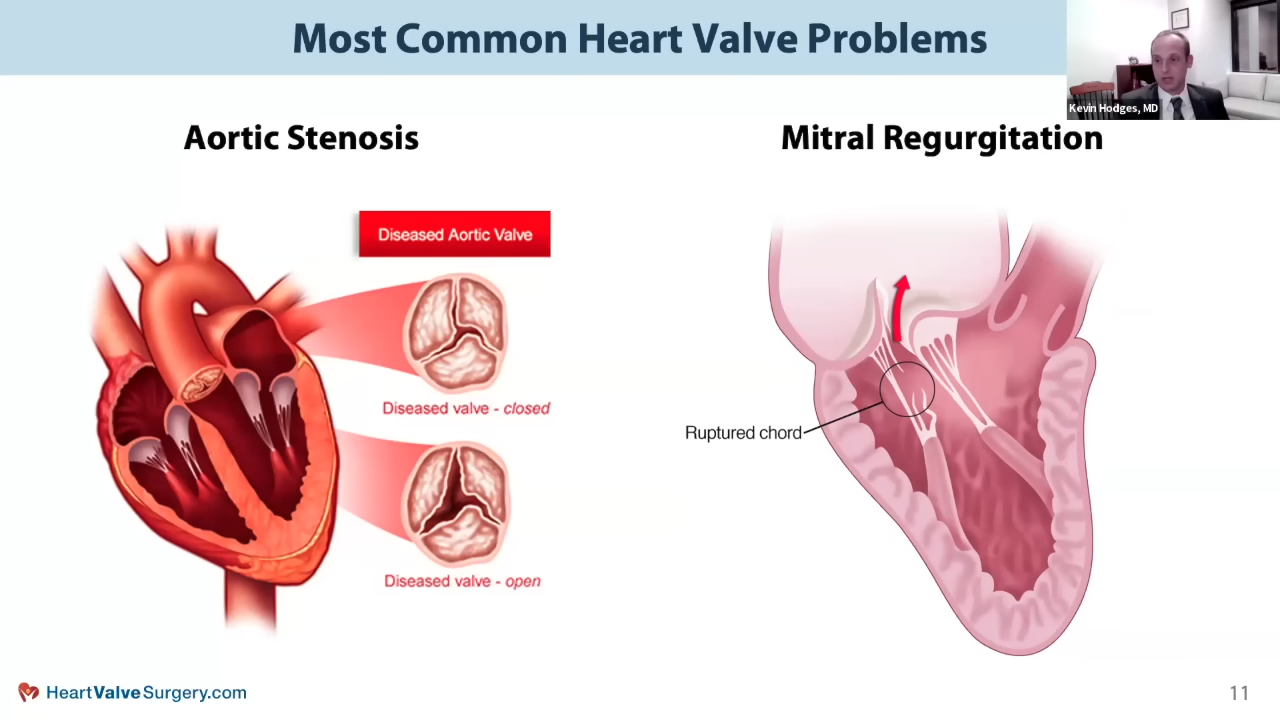 Most Common Heart Valve Problems
Kevin Hodges, MD
Aortic Stenosis
Mitral Regurgitation
Diseased Aortic Valve
Diseased valve - closed
Ruptured chord
Diseased valve - open
HeartValveSurgery.com
11